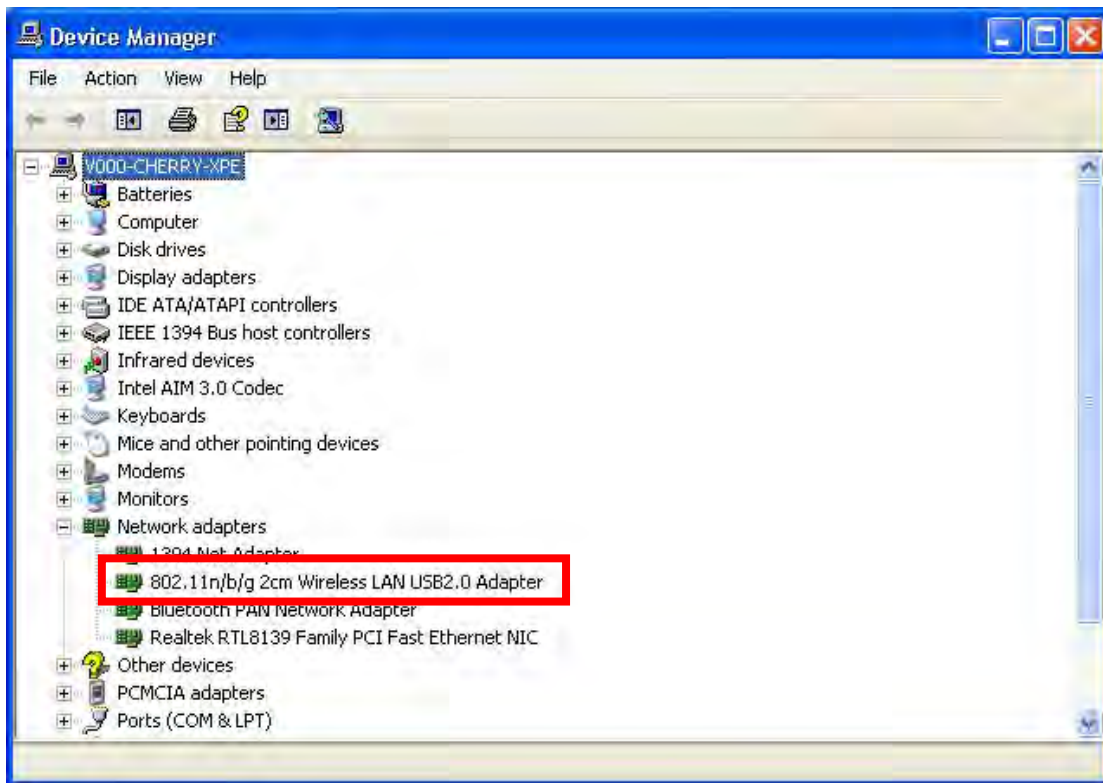 Device Manager
File Action View Help
V000-CHERRY-XPE
Batteries
Computer
Disk drives
Display adapters
IDE ATA/ATAPI controllers
IEEE 1394 Bus host controllers
Infrared devices
Intel AIM 3.0 Codec
Keyboards
Mice and other pointing devices
Modems
Monitors
Network adapters
1394 Net Adapter
802.11n/b/g 2cm Wireless LAN USB2.0 Adapter
Bluetooth PAN Network Adapter
Realtek RTL8139 Family PCI Fast Ethernet NIC
Other devices
PCMCIA adapters
Ports (COM & LPT)